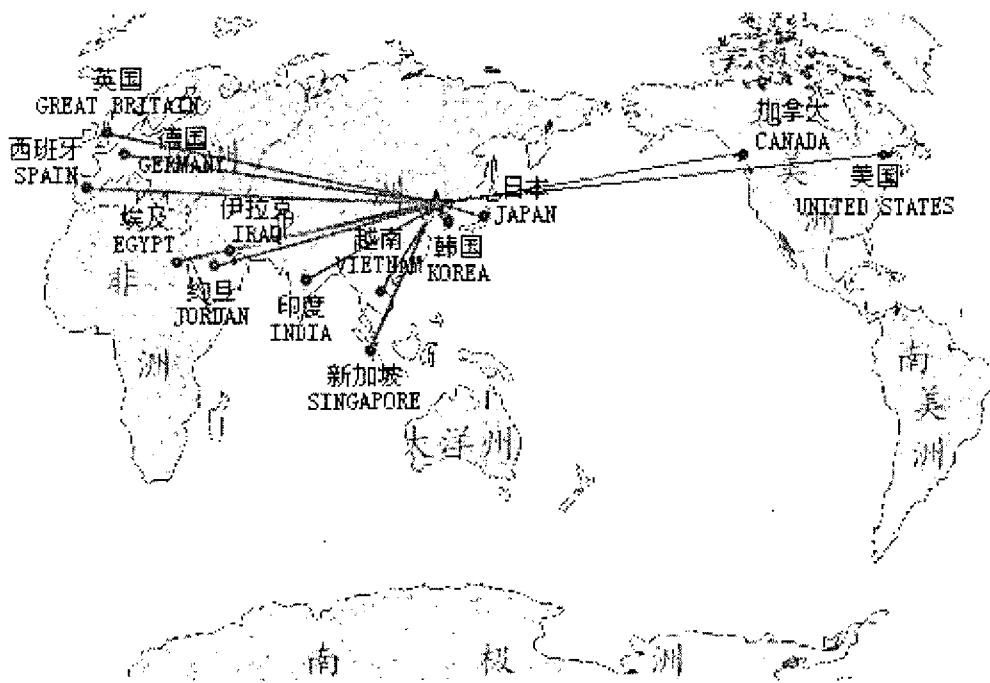 英国
GREAT BRITAIN
德国
GERMANY
西班牙
SPAIN
加拿大
CANADA
美
洲
美国
UNITED STATES
日本
JAPAN
韩国
KOREA
越南
VIETNAM
伊拉克
IRAQ
埃及
EGYPT
约旦
JORDAN
印度
INDIA
非
洲
新加坡
SINGAPORE
大洋州
南
美
洲
南 极 洲